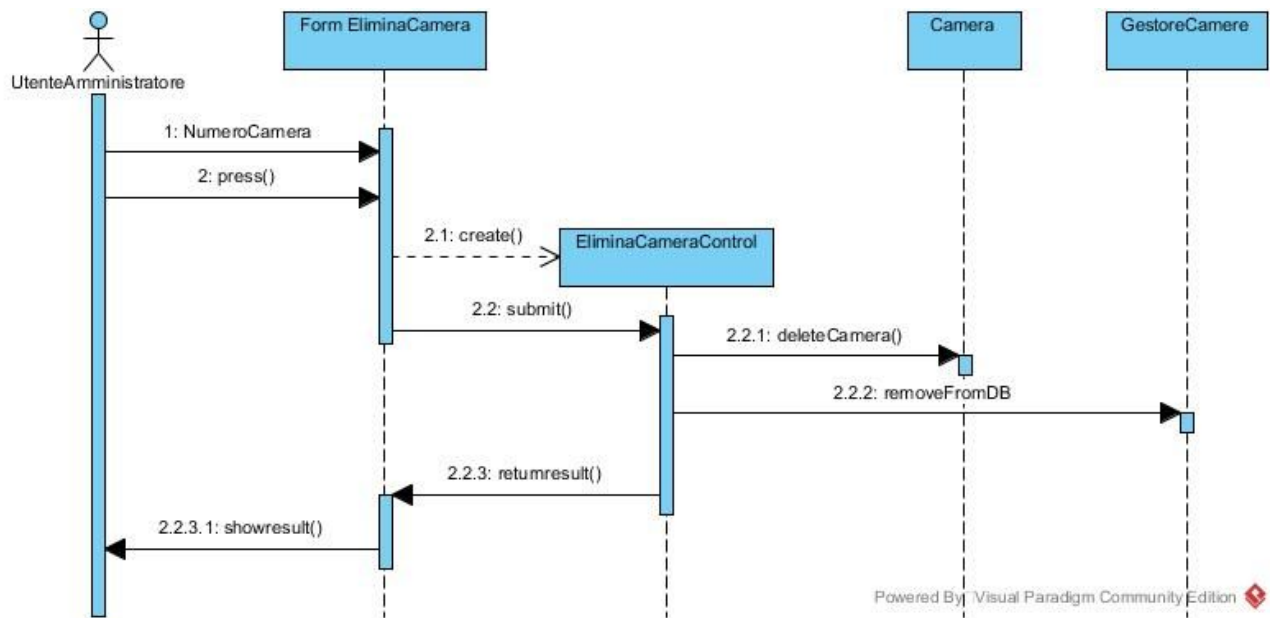 Form EliminaCamera
Camera
GestoreCamere
UtenteAmministratore
1: NumeroCamera
2: press()
2.1: create()
EliminaCameraControl
2.2: submit()
2.2.1: deleteCamera()
2.2.2: removeFromDB
2.2.3: returnresult()
2.2.3.1: showresult()
Powered By Visual Paradigm Community Edition